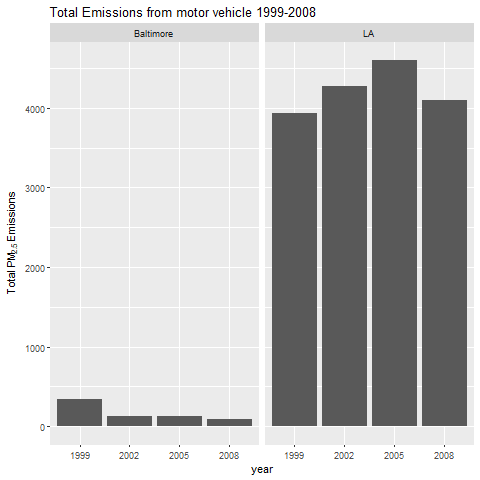 Total Emissions from motor vehicle 1999-2008
Baltimore
LA
Total PM2.5 Emissions
4000
3000
2000
1000
0
1999 2002 2005 2008
1999 2002 2005 2008
year